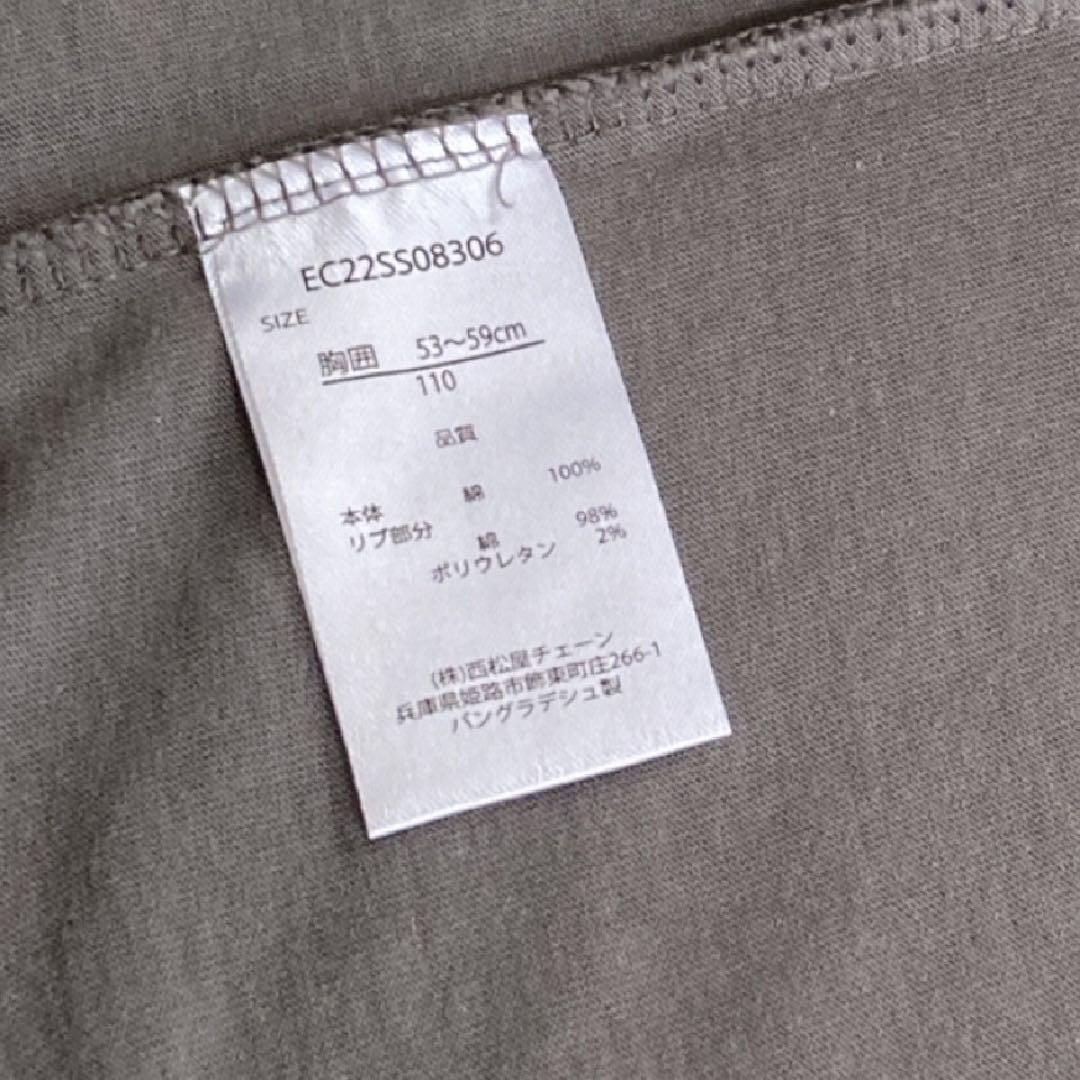 EC22SS08306
SIZE
胸囲 53～59cm
110
品質
本体 綿 100%
リブ部分 綿 98%
ポリウレタン 2%
(株)西松屋チェーン
兵庫県姫路市飾東町庄266-1
バングラデシュ製